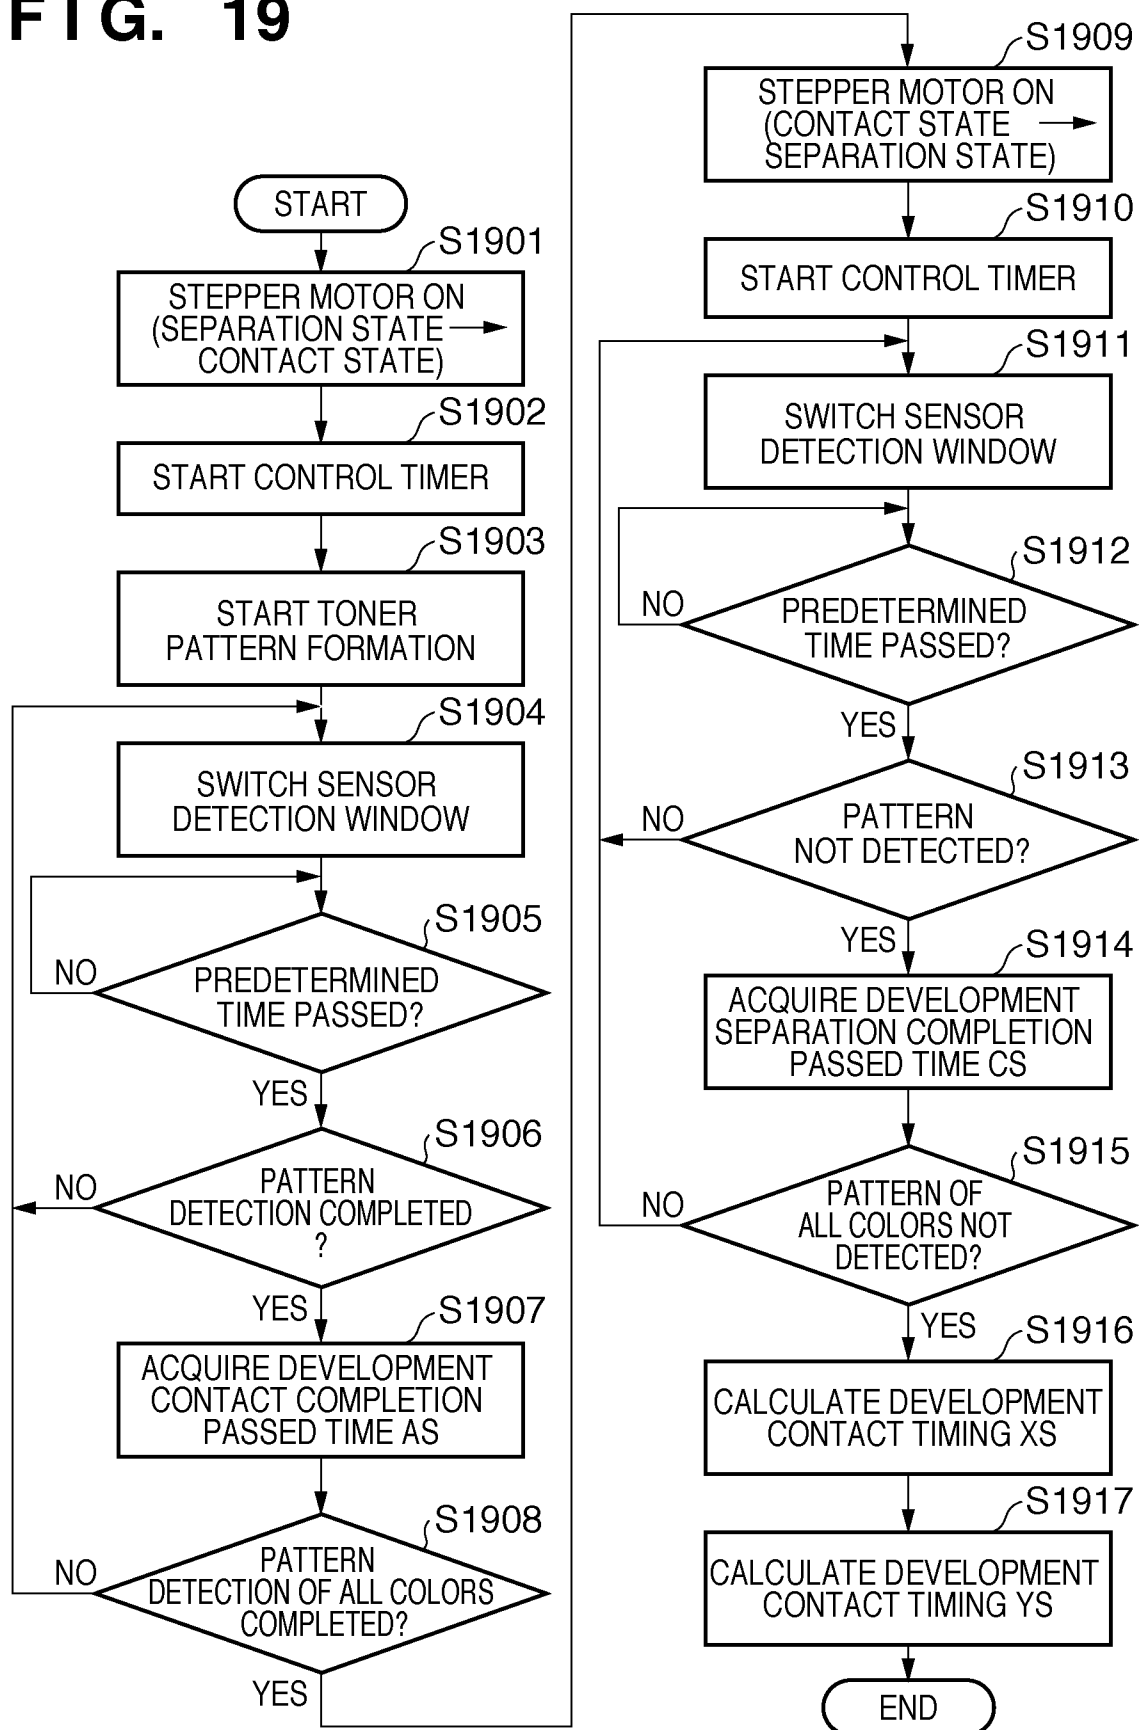 FIG. 19
START
S1901
STEPPER MOTOR ON
(SEPARATION STATE →
CONTACT STATE)
S1902
START CONTROL TIMER
S1903
START TONER
PATTERN FORMATION
S1904
SWITCH SENSOR
DETECTION WINDOW
S1905
PREDETERMINED
TIME PASSED?
NO
YES
S1906
PATTERN
DETECTION COMPLETED
?
NO
YES
S1907
ACQUIRE DEVELOPMENT
CONTACT COMPLETION
PASSED TIME AS
S1908
PATTERN
DETECTION OF ALL COLORS
COMPLETED?
NO
YES
S1909
STEPPER MOTOR ON
(CONTACT STATE →
SEPARATION STATE)
S1910
START CONTROL TIMER
S1911
SWITCH SENSOR
DETECTION WINDOW
S1912
PREDETERMINED
TIME PASSED?
NO
YES
S1913
PATTERN
NOT DETECTED?
NO
YES
S1914
ACQUIRE DEVELOPMENT
SEPARATION COMPLETION
PASSED TIME CS
S1915
PATTERN OF
ALL COLORS NOT
DETECTED?
NO
YES
S1916
CALCULATE DEVELOPMENT
CONTACT TIMING XS
S1917
CALCULATE DEVELOPMENT
CONTACT TIMING YS
END